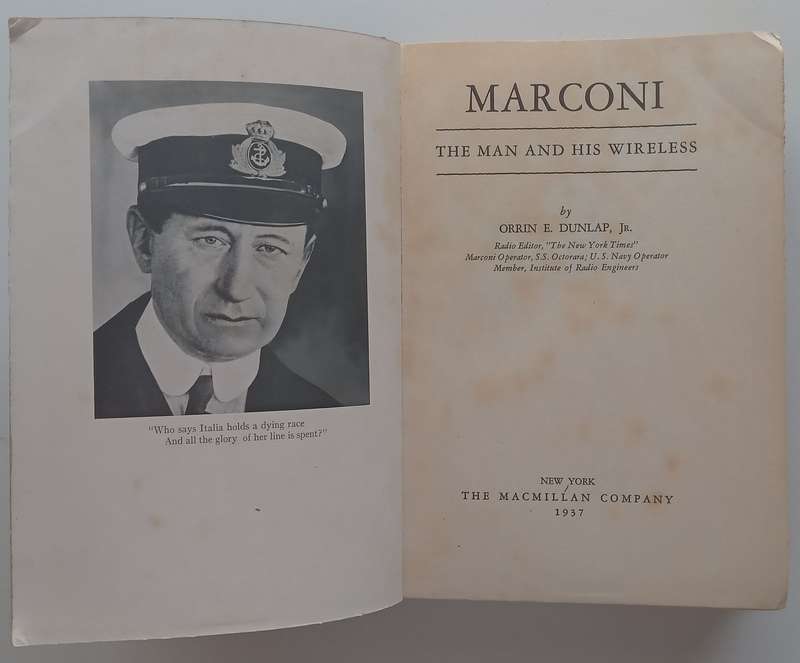 "Who says Italia holds a dying race
And all the glory of her line is spent?"
MARCONI
THE MAN AND HIS WIRELESS
by
ORRIN E. DUNLAP, JR.
Radio Editor, "The New York Times"
Marconi Operator, S.S. Octorara; U. S. Navy Operator
Member, Institute of Radio Engineers
NEW YORK
THE MACMILLAN COMPANY
1937